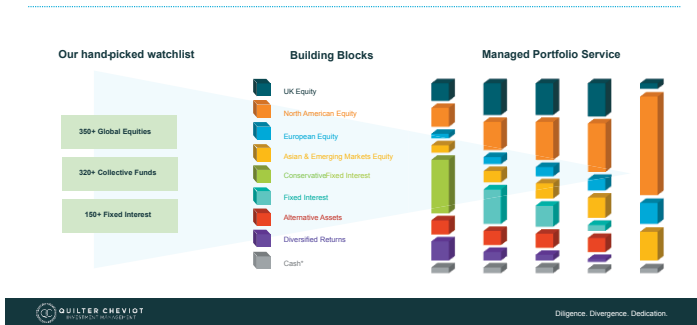 Our hand-picked watchlist
Building Blocks
Managed Portfolio Service
350+ Global Equities
320+ Collective Funds
150+ Fixed Interest
UK Equity
North American Equity
European Equity
Asian & Emerging Markets Equity
ConservativeFixed Interest
Fixed Interest
Alternative Assets
Diversified Returns
Cash*
QC
QUILTER CHEVIOT
INVESTMENT MANAGEMENT
Diligence. Divergence. Dedication.